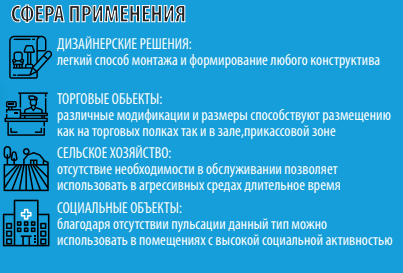 СФЕРА ПРИМЕНЕНИЯ
ДИЗАЙНЕРСКИЕ РЕШЕНИЯ:
легкий способ монтажа и формирование любого конструктива
ТОРГОВЫЕ ОБЬЕКТЫ:
различные модификации и размеры способствуют размещению
как на торговых полках так и в зале,прикассовой зоне
СЕЛЬСКОЕ ХОЗЯЙСТВО:
отсутствие необходимости в обслуживании позволяет
использовать в агрессивных средах длительное время
СОЦИАЛЬНЫЕ ОБЪЕКТЫ:
благодаря отсутствии пульсации данный тип можно
использовать в помещениях с высокой социальной активностью